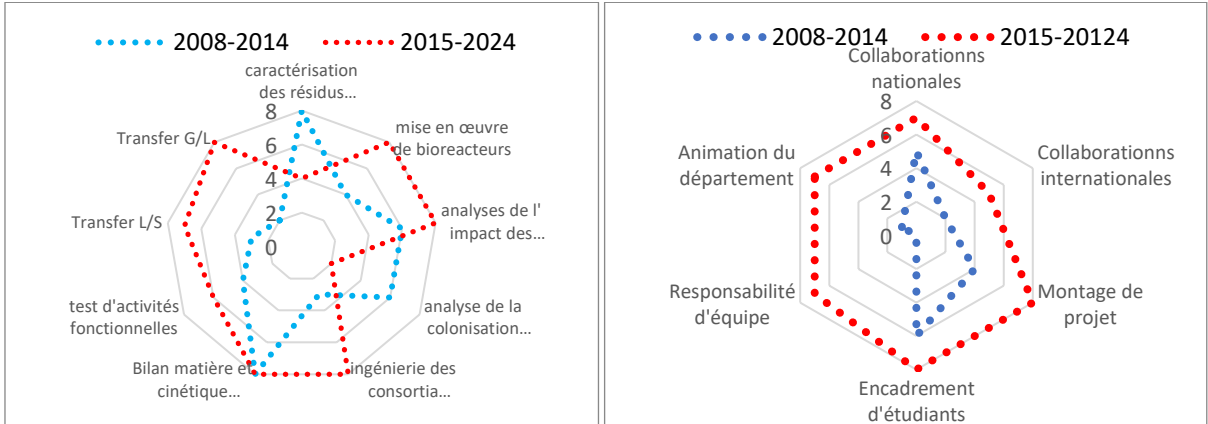 2008-2014 2015-2024
caractérisation
des résidus…
mise en œuvre
de bioreacteurs
analyses de l'
impact des…
analyse de la
colonisation…
ingénierie des
consortia…
Bilan matière et
cinétique…
test d'activités
fonctionnelles
Transfer L/S
Transfer G/L
8
6
4
2
0
2008-2014 2015-20124
Collaborationns
nationales
Collaborationns
internationales
Montage de
projet
Encadrement
d'étudiants
Responsabilité
d'équipe
Animation du
département
8
6
4
2
0